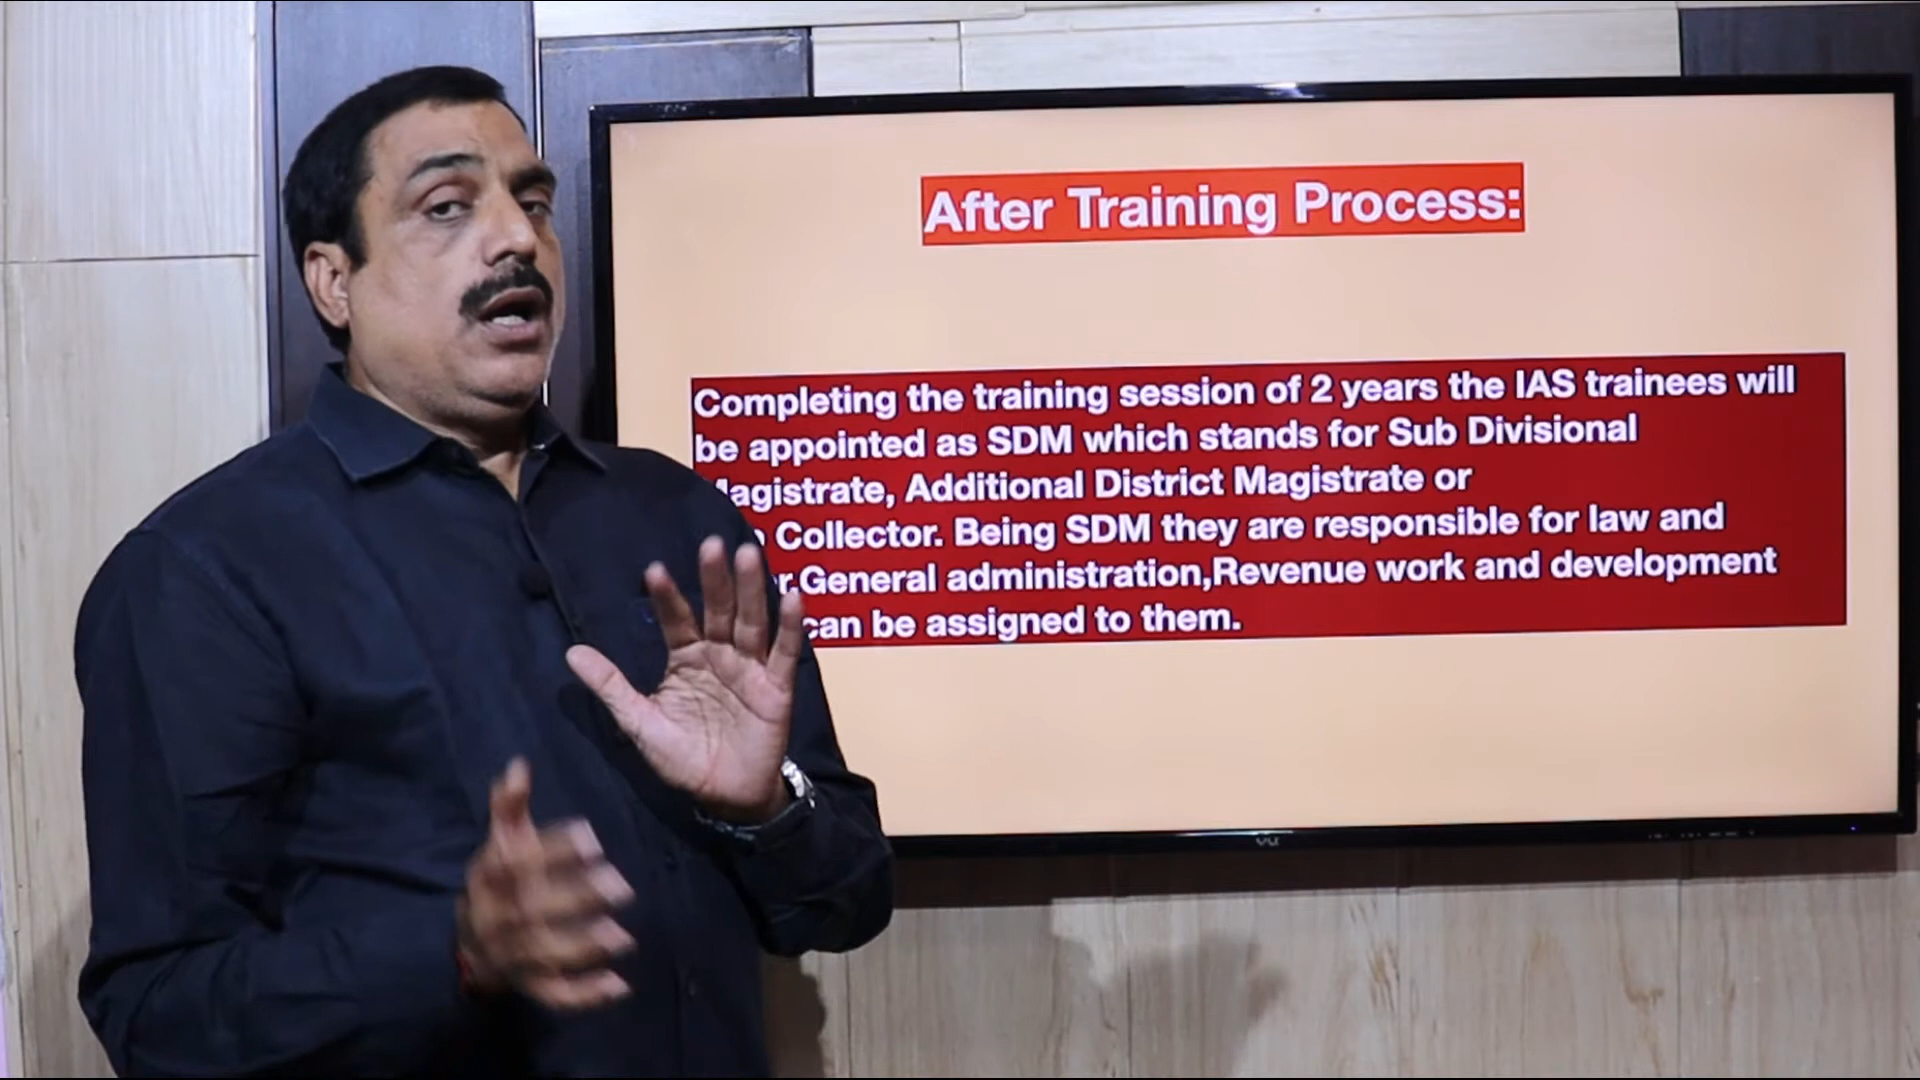 After Training Process:
Completing the training session of 2 years the IAS trainees will
be appointed as SDM which stands for Sub Divisional
Magistrate, Additional District Magistrate or
Collector. Being SDM they are responsible for law and
General administration,Revenue work and development
can be assigned to them.